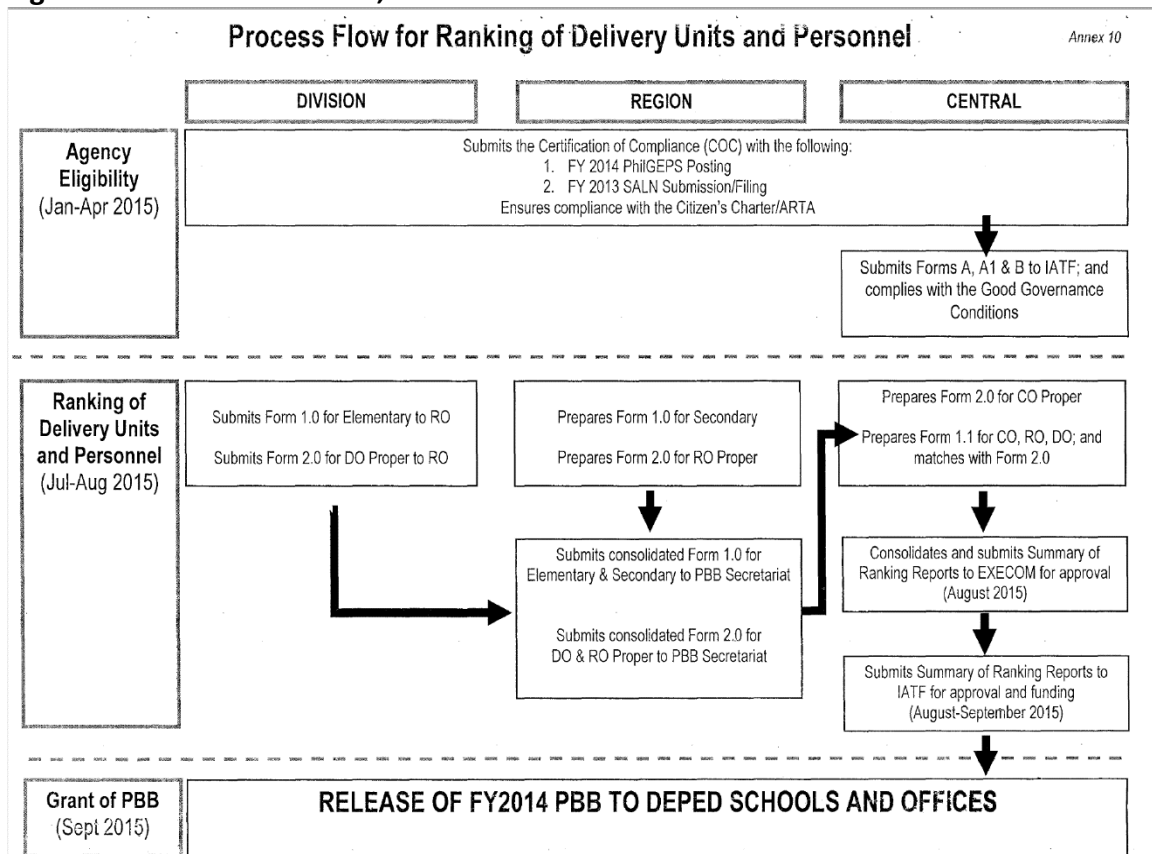 Process Flow for Ranking of Delivery Units and Personnel
Annex 10
DIVISION
REGION
CENTRAL
Agency
Eligibility
(Jan-Apr 2015)
Submits the Certification of Compliance (COC) with the following:
1. FY 2014 PhilGEPS Posting
2. FY 2013 SALN Submission/Filing
Ensures compliance with the Citizen's Charter/ARTA
Submits Forms A, A1 & B to IATF; and
complies with the Good Governamce
Conditions
Ranking of
Delivery Units
and Personnel
(Jul-Aug 2015)
Submits Form 1.0 for Elementary to RO
Submits Form 2.0 for DO Proper to RO
Prepares Form 1.0 for Secondary
Prepares Form 2.0 for RO Proper
Submits consolidated Form 1.0 for
Elementary & Secondary to PBB Secretariat
Submits consolidated Form 2.0 for
DO & RO Proper to PBB Secretariat
Prepares Form 2.0 for CO Proper
Prepares Form 1.1 for CO, RO, DO; and
matches with Form 2.0
Consolidates and submits Summary of
Ranking Reports to EXECOM for approval
(August 2015)
Submits Summary of Ranking Reports to
IATF for approval and funding
(August-September 2015)
Grant of PBB
(Sept 2015)
RELEASE OF FY2014 PBB TO DEPED SCHOOLS AND OFFICES